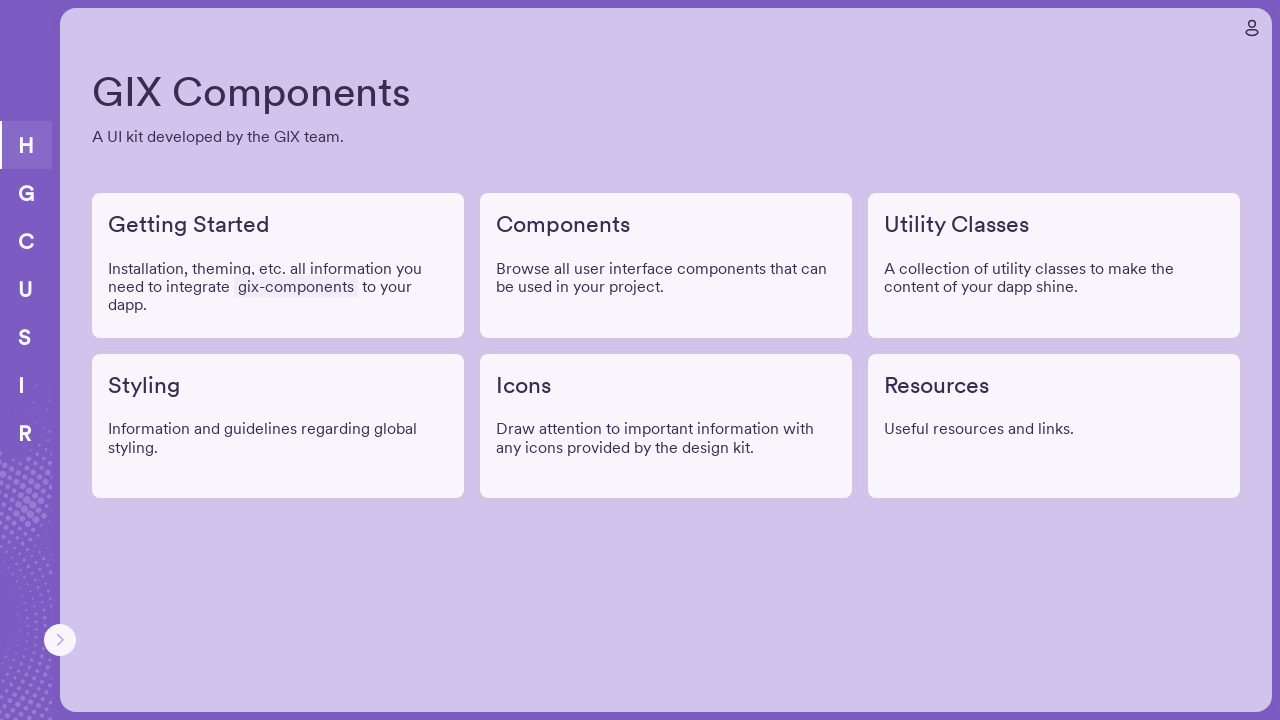 GIX Components
A UI kit developed by the GIX team.
H
G
C
U
S
I
R
Getting Started
Installation, theming, etc. all information you
need to integrate gix-components to your
dapp.
Components
Browse all user interface components that can
be used in your project.
Utility Classes
A collection of utility classes to make the
content of your dapp shine.
Styling
Information and guidelines regarding global
styling.
Icons
Draw attention to important information with
any icons provided by the design kit.
Resources
Useful resources and links.